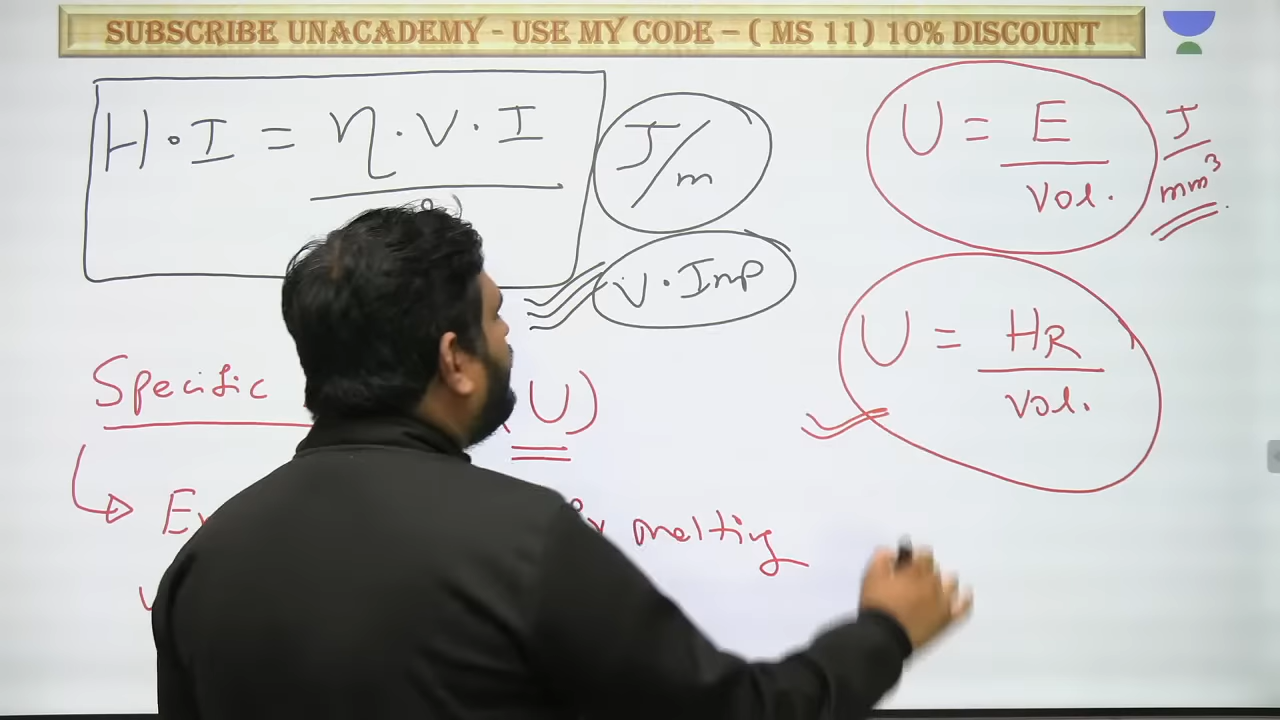 SUBSCRIBE UNACADEMY - USE MY CODE – ( MS 11) 10% DISCOUNT
H·I = η·V·I
J/m
V·Imp
Specific (U)
melting
U = E
Vol.
J
mm³
U = HR
Vol.